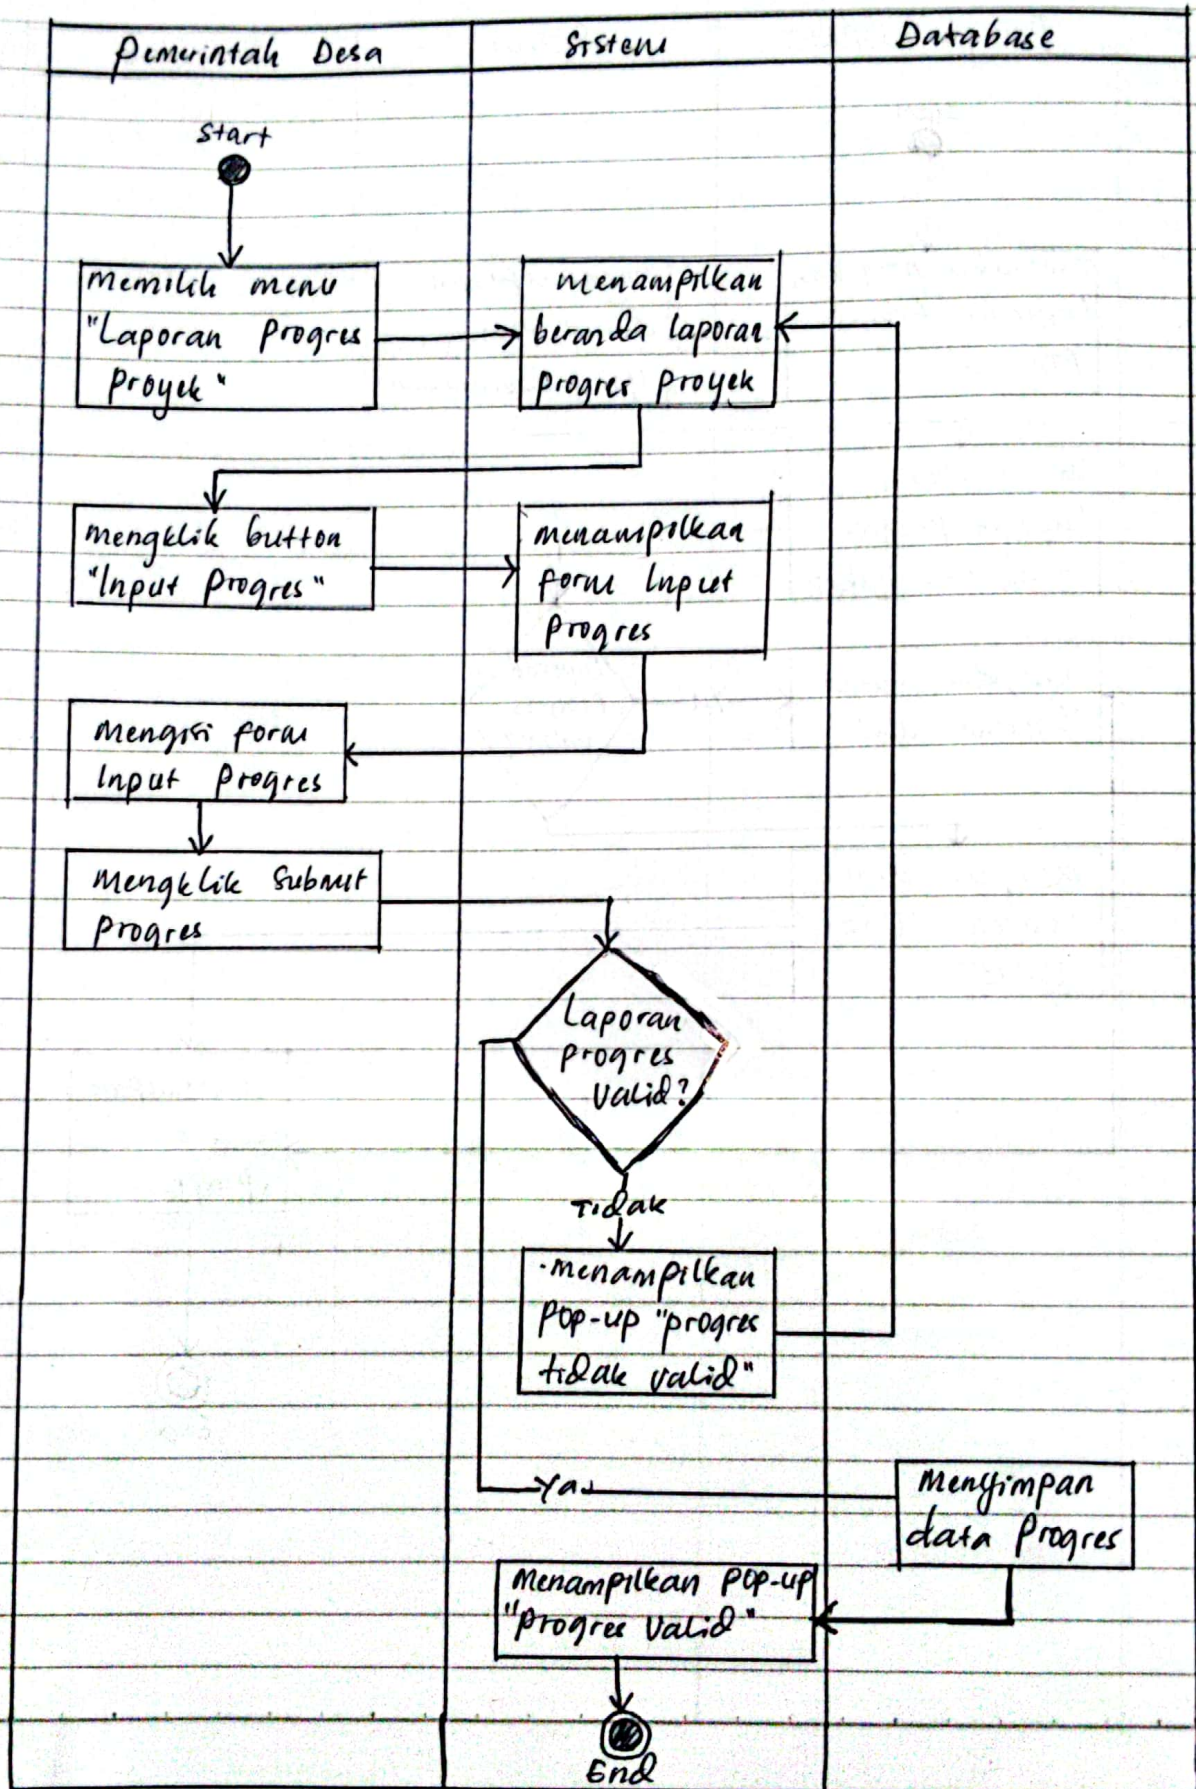 Pemerintah Desa
Sistem
Database
Start
Memilih menu
"Laporan Progres
Proyek"
menampilkan
beranda laporan
progres proyek
Mengklik button
"Input Progres"
menampilkan
form Input
Progres
Mengisi form
Input Progres
Mengklik Submit
Progres
Laporan
Progres
Valid?
Tidak
menampilkan
Pop-up "progres
tidak valid"
Ya
Menyimpan
data Progres
Menampilkan Pop-up
"Progres Valid"
End